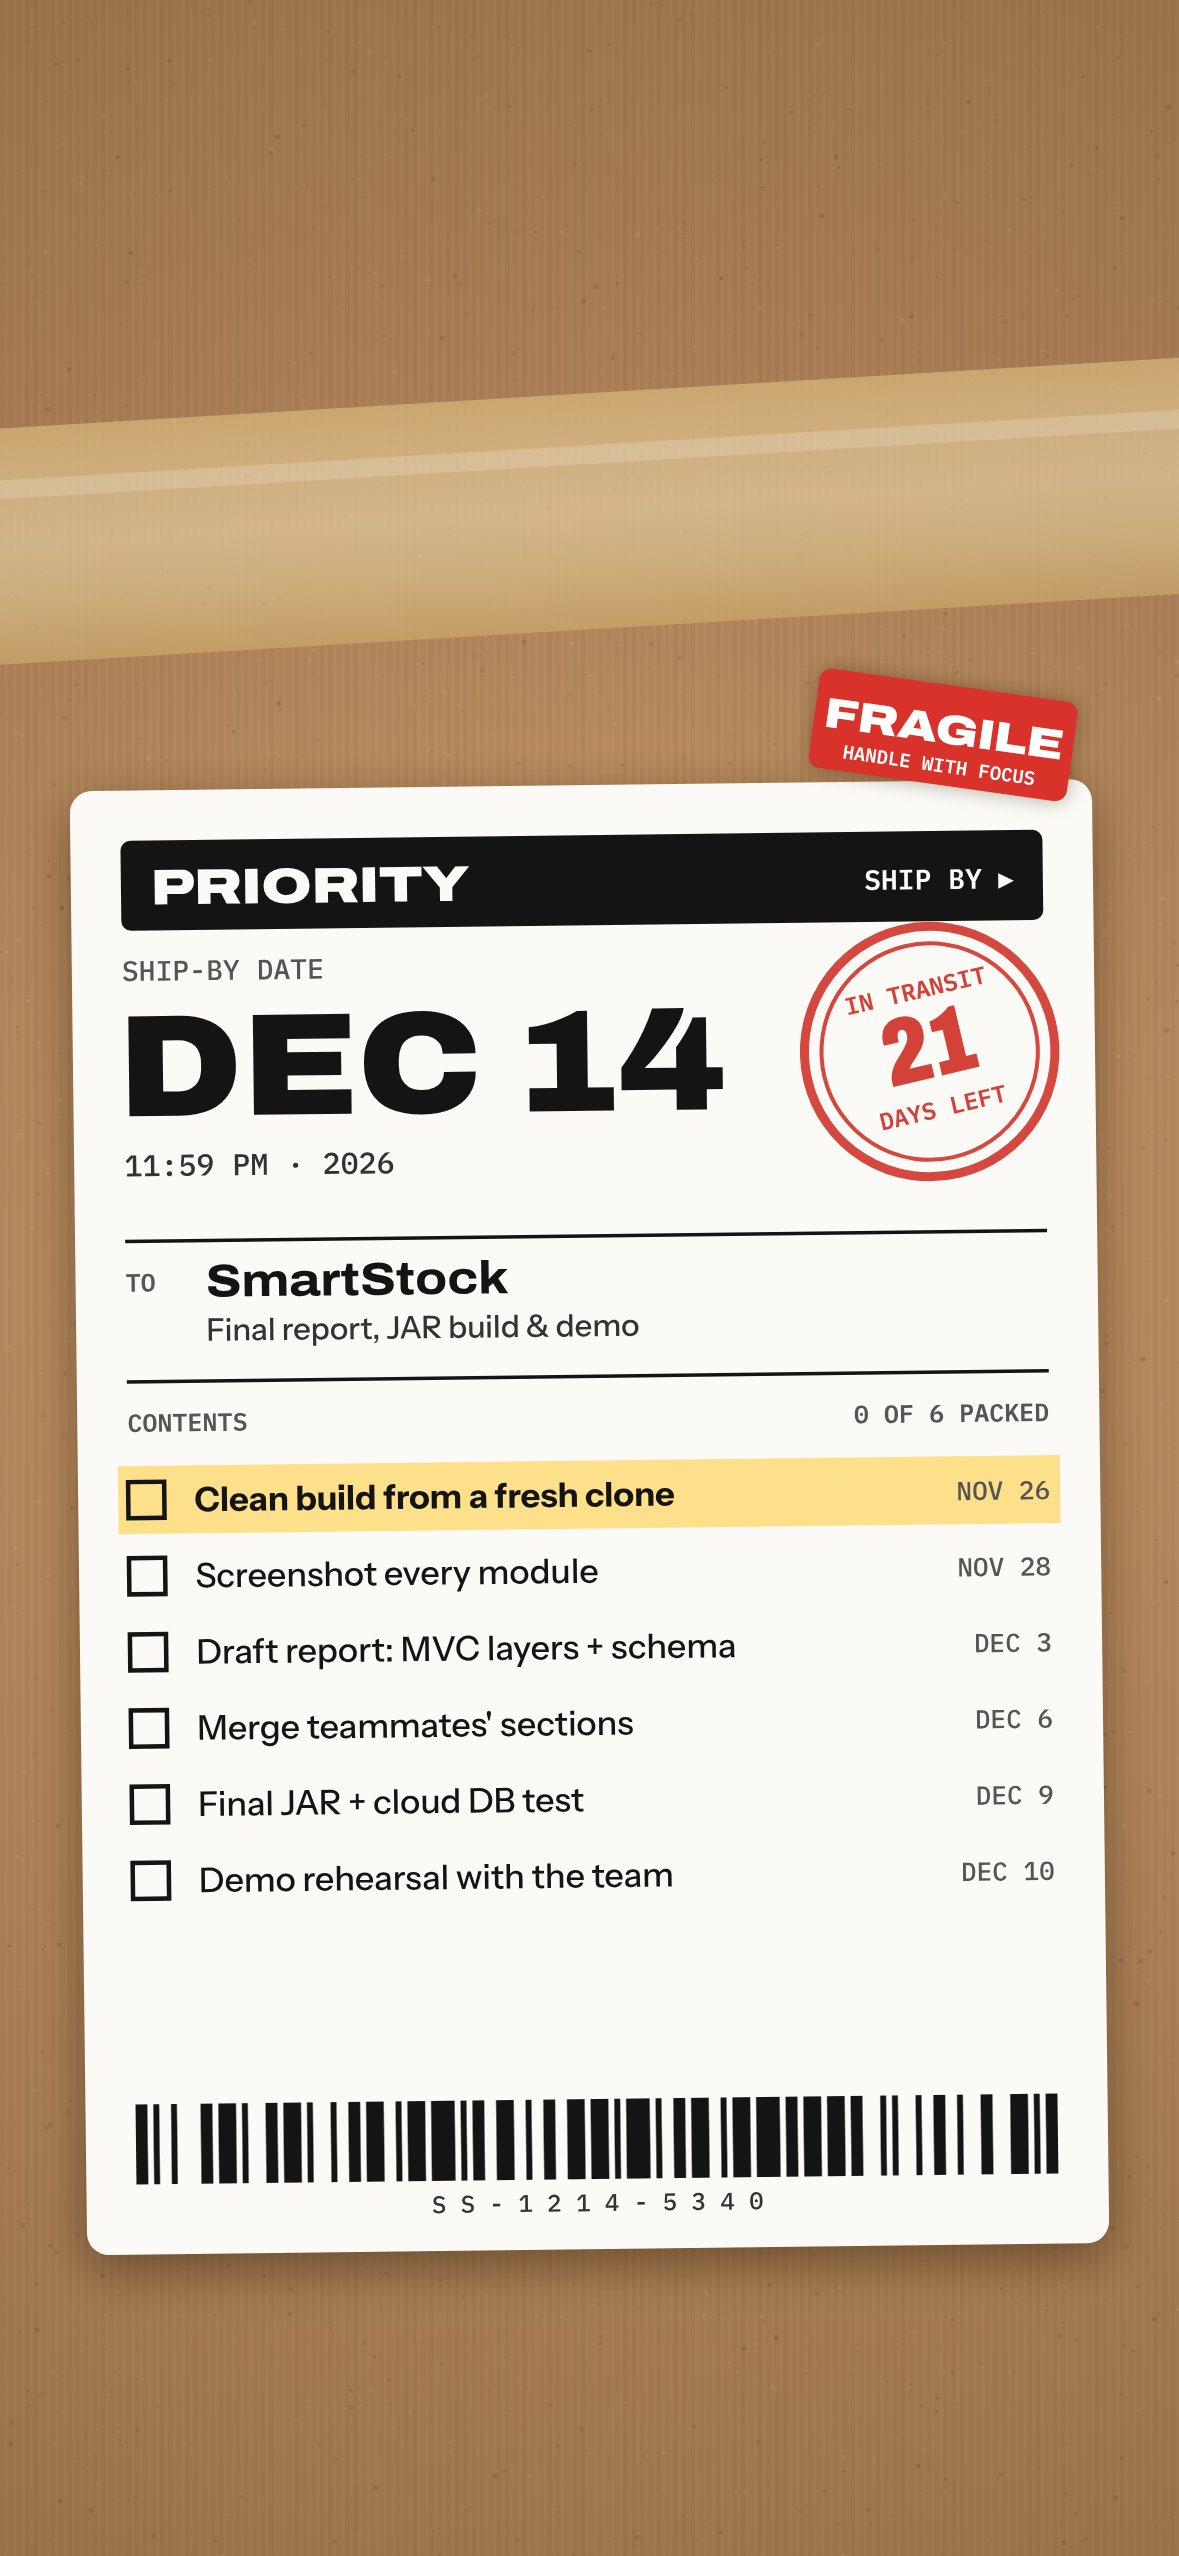 FRAGILE
HANDLE WITH FOCUS
PRIORITY
SHIP BY ▶
SHIP-BY DATE
DEC 14
11:59 PM · 2026
IN TRANSIT
21
DAYS LEFT
TO
SmartStock
Final report, JAR build & demo
CONTENTS
0 OF 6 PACKED
Clean build from a fresh clone NOV 26
Screenshot every module NOV 28
Draft report: MVC layers + schema DEC 3
Merge teammates' sections DEC 6
Final JAR + cloud DB test DEC 9
Demo rehearsal with the team DEC 10
SS-1214-5340